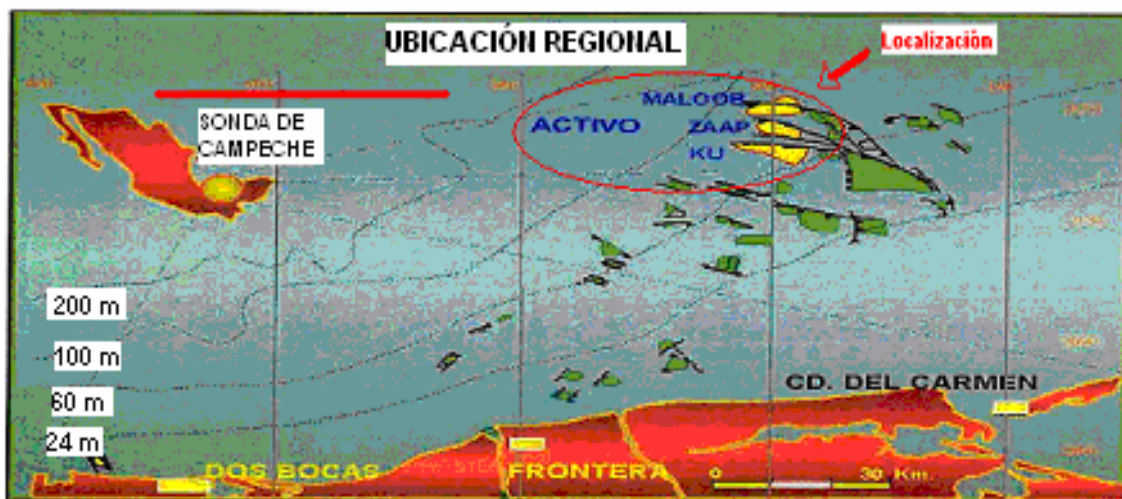 UBICACIÓN REGIONAL
Localización
SONDA DE
CAMPECHE
ACTIVO
MALOOB
ZAAP
KU
200 m
100 m
60 m
24 m
CD. DEL CARMEN
DOS BOCAS
FRONTERA
0 30 Km.